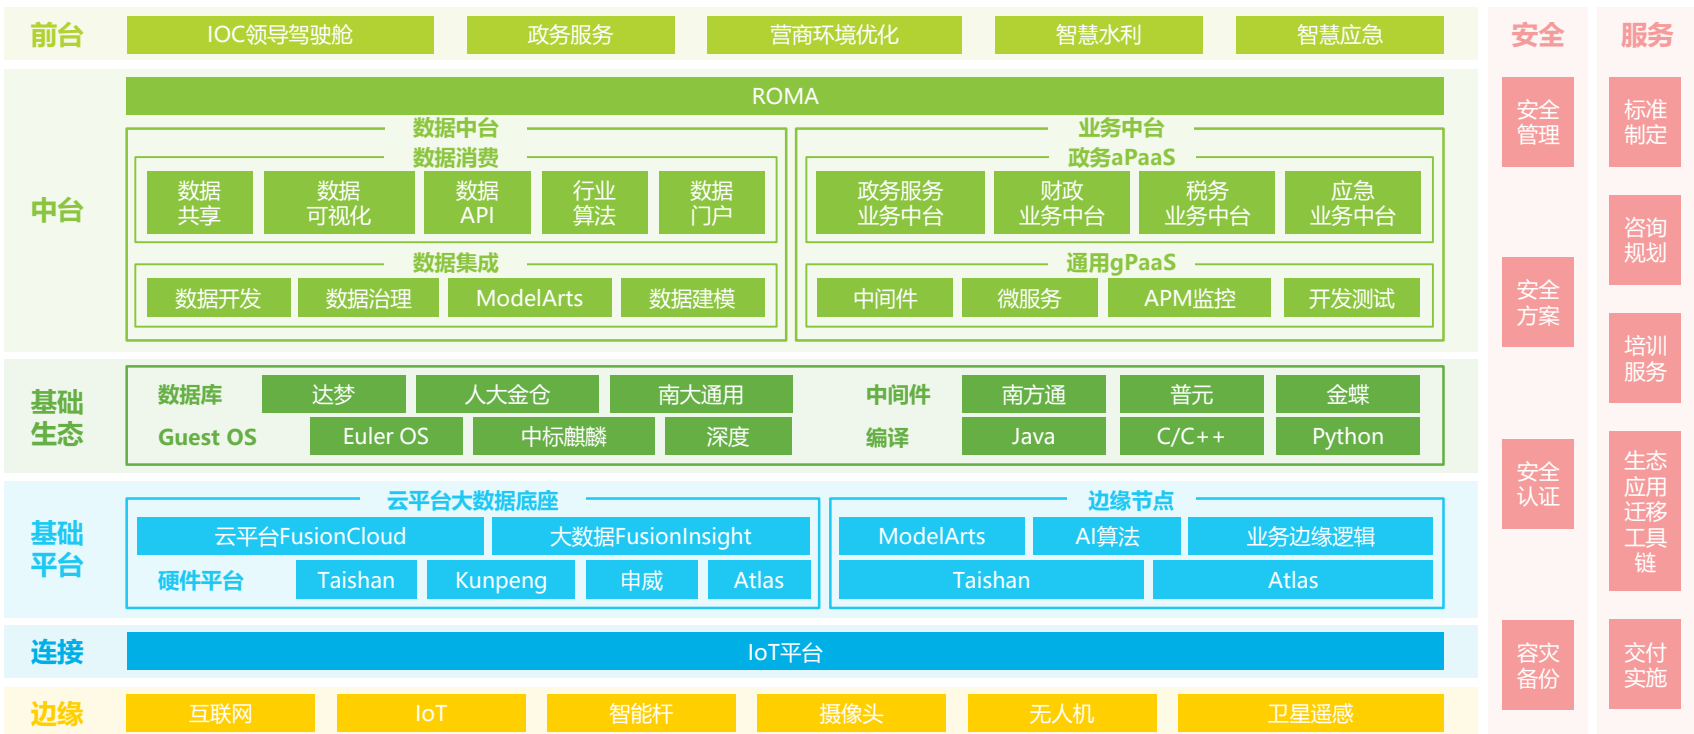 前台
IOC领导驾驶舱
政务服务
营商环境优化
智慧水利
智慧应急
中台
ROMA
数据中台
数据消费
数据
共享
数据
可视化
数据
API
行业
算法
数据
门户
数据集成
数据开发
数据治理
ModelArts
数据建模
业务中台
政务aPaaS
政务服务
业务中台
财政
业务中台
税务
业务中台
应急
业务中台
通用gPaaS
中间件
微服务
APM监控
开发测试
基础
生态
数据库
达梦
人大金仓
南大通用
中间件
南方通
普元
金蝶
Guest OS
Euler OS
中标麒麟
深度
编译
Java
C/C++
Python
基础
平台
云平台大数据底座
云平台FusionCloud
大数据FusionInsight
硬件平台
Taishan
Kunpeng
申威
Atlas
边缘节点
ModelArts
AI算法
业务边缘逻辑
Taishan
Atlas
连接
IoT平台
边缘
互联网
IoT
智能杆
摄像头
无人机
卫星遥感
安全
安全
管理
安全
方案
安全
认证
容灾
备份
服务
标准
制定
咨询
规划
培训
服务
生态
应用
迁移
工具
链
交付
实施